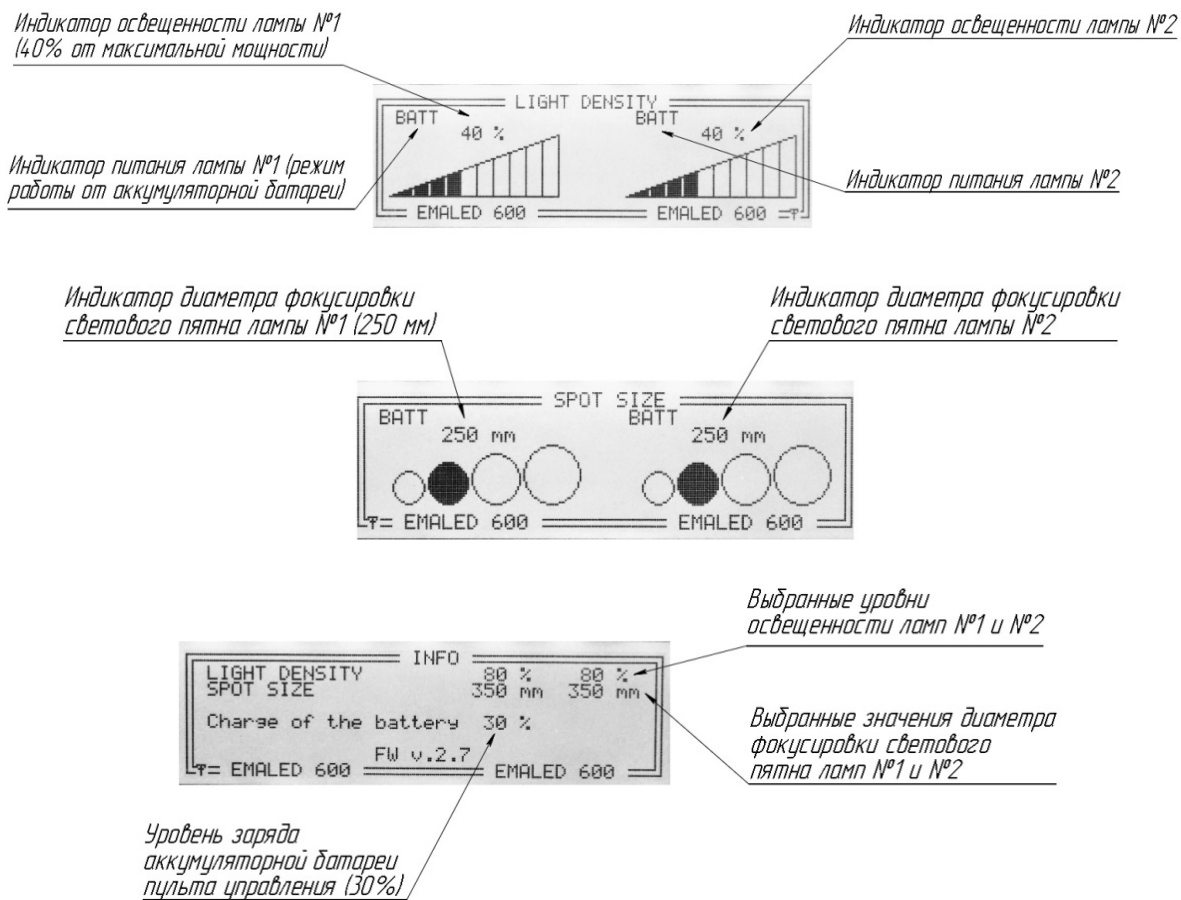 Индикатор освещенности лампы №1
(40% от максимальной мощности)
Индикатор освещенности лампы №2
LIGHT DENSITY
BATT
BATT
40 %
40 %
Индикатор питания лампы №1 (режим
работы от аккумуляторной батареи)
Индикатор питания лампы №2
EMALED 600
EMALED 600
Индикатор диаметра фокусировки
светового пятна лампы №1 (250 мм)
Индикатор диаметра фокусировки
светового пятна лампы №2
SPOT SIZE
BATT
BATT
250 mm
250 mm
EMALED 600
EMALED 600
Выбранные уровни
освещенности ламп №1 и №2
INFO
LIGHT DENSITY 80 % 80 %
SPOT SIZE 350 mm 350 mm
Charge of the battery 30 %
FW v.2.7
EMALED 600
EMALED 600
Выбранные значения диаметра
фокусировки светового
пятна ламп №1 и №2
Уровень заряда
аккумуляторной батареи
пульта управления (30%)